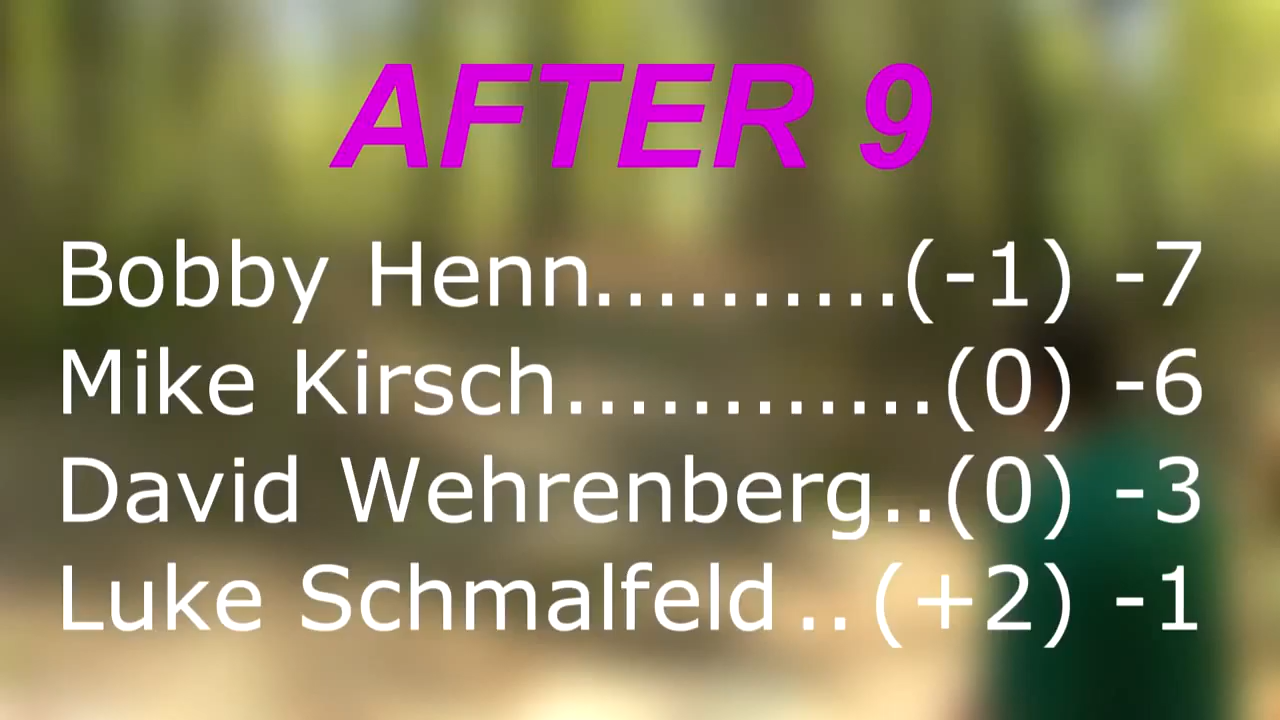 AFTER 9
Bobby Henn..........(-1) -7
Mike Kirsch............(0) -6
David Wehrenberg..(0) -3
Luke Schmalfeld..(+2) -1